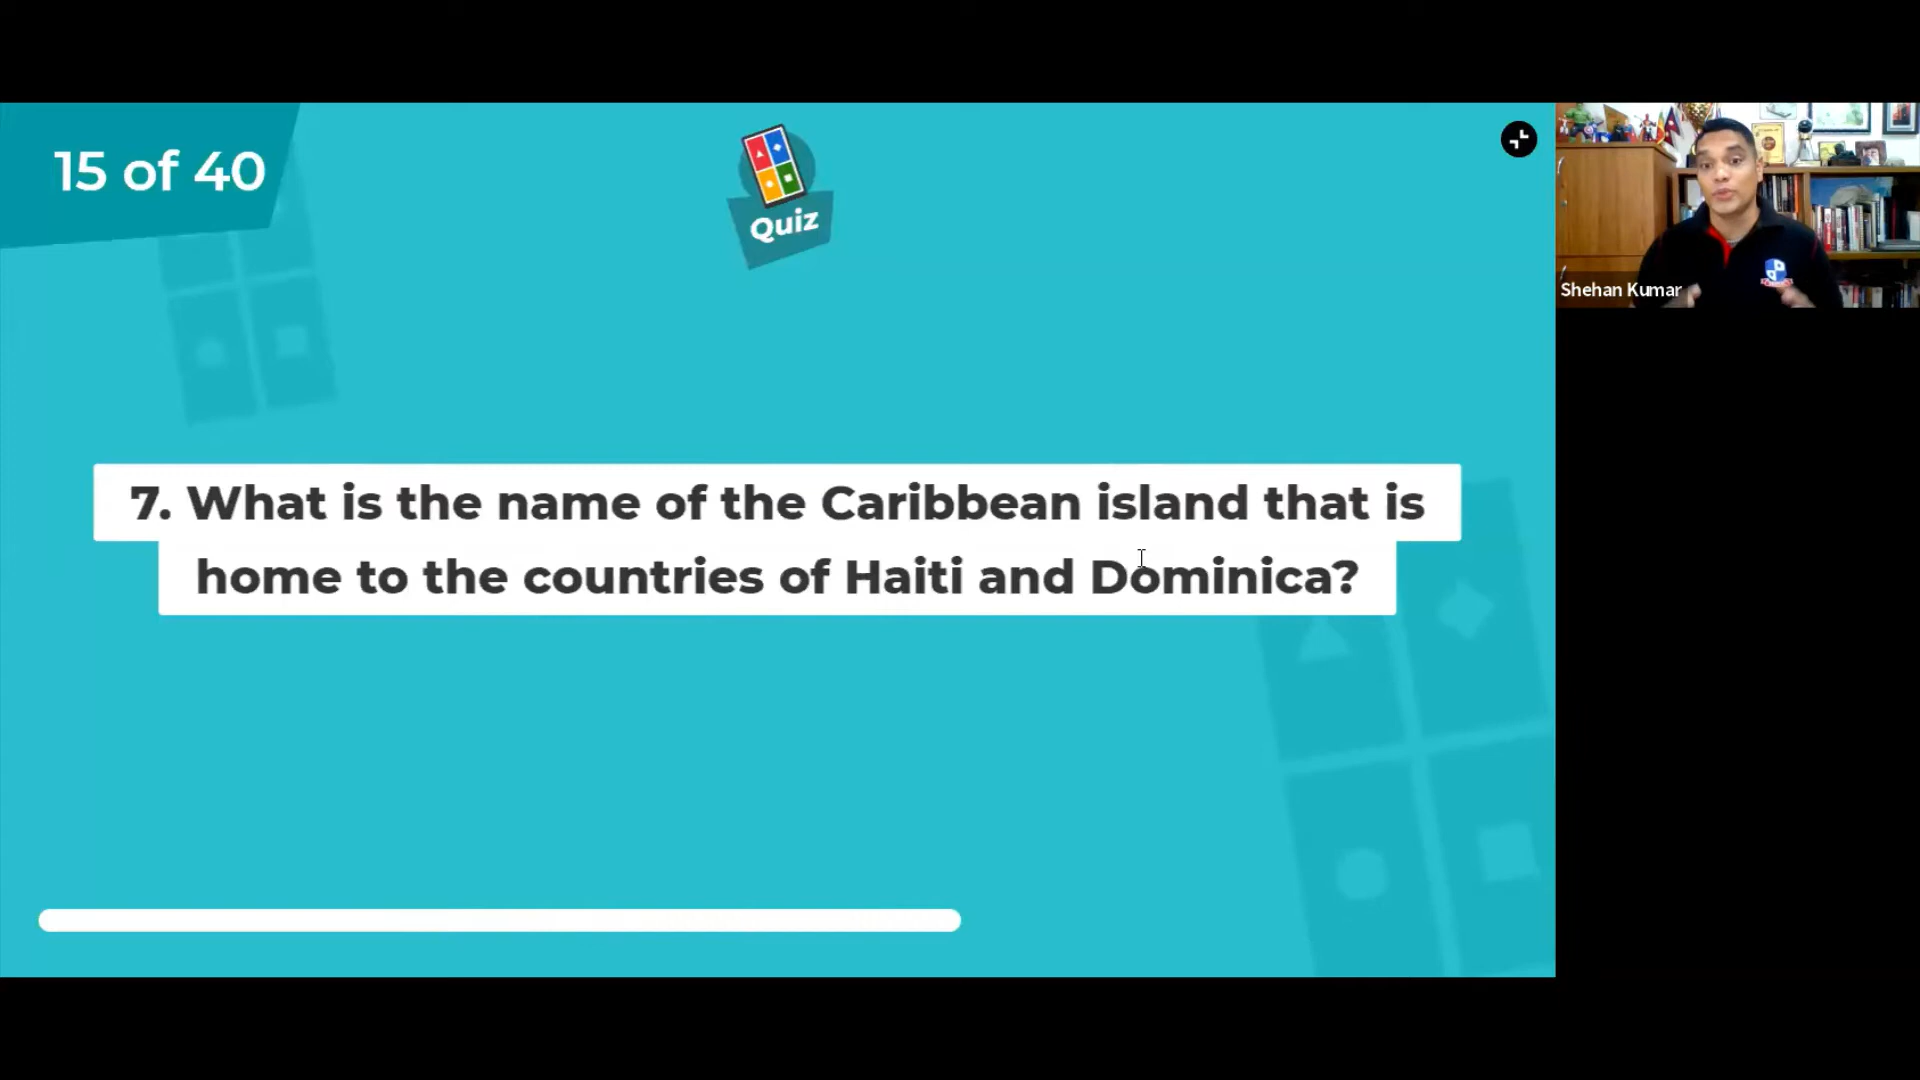 15 of 40
Quiz
Shehan Kumar
7. What is the name of the Caribbean island that is
home to the countries of Haiti and Dominica?